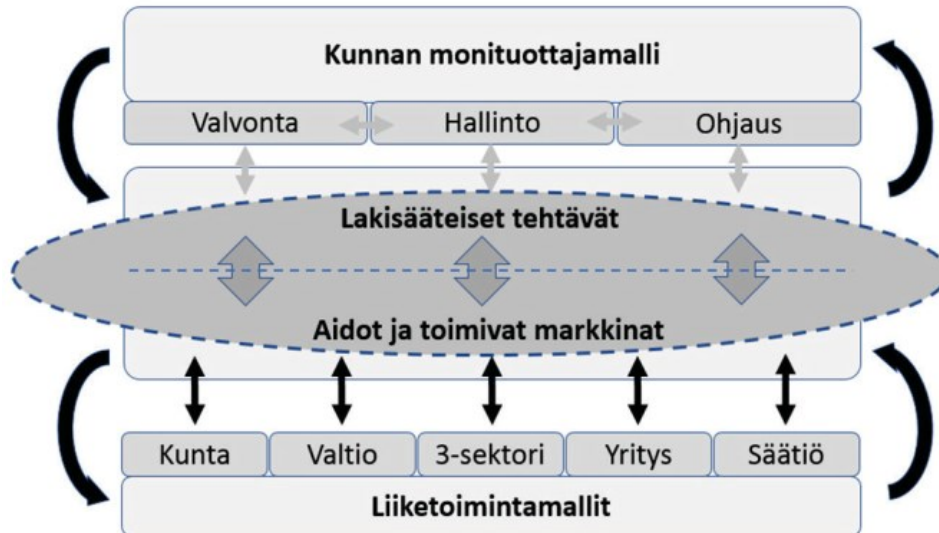 Kunnan monituottajamalli
Valvonta
Hallinto
Ohjaus
Lakisääteiset tehtävät
Aidot ja toimivat markkinat
Kunta
Valtio
3-sektori
Yritys
Säätiö
Liiketoimintamallit